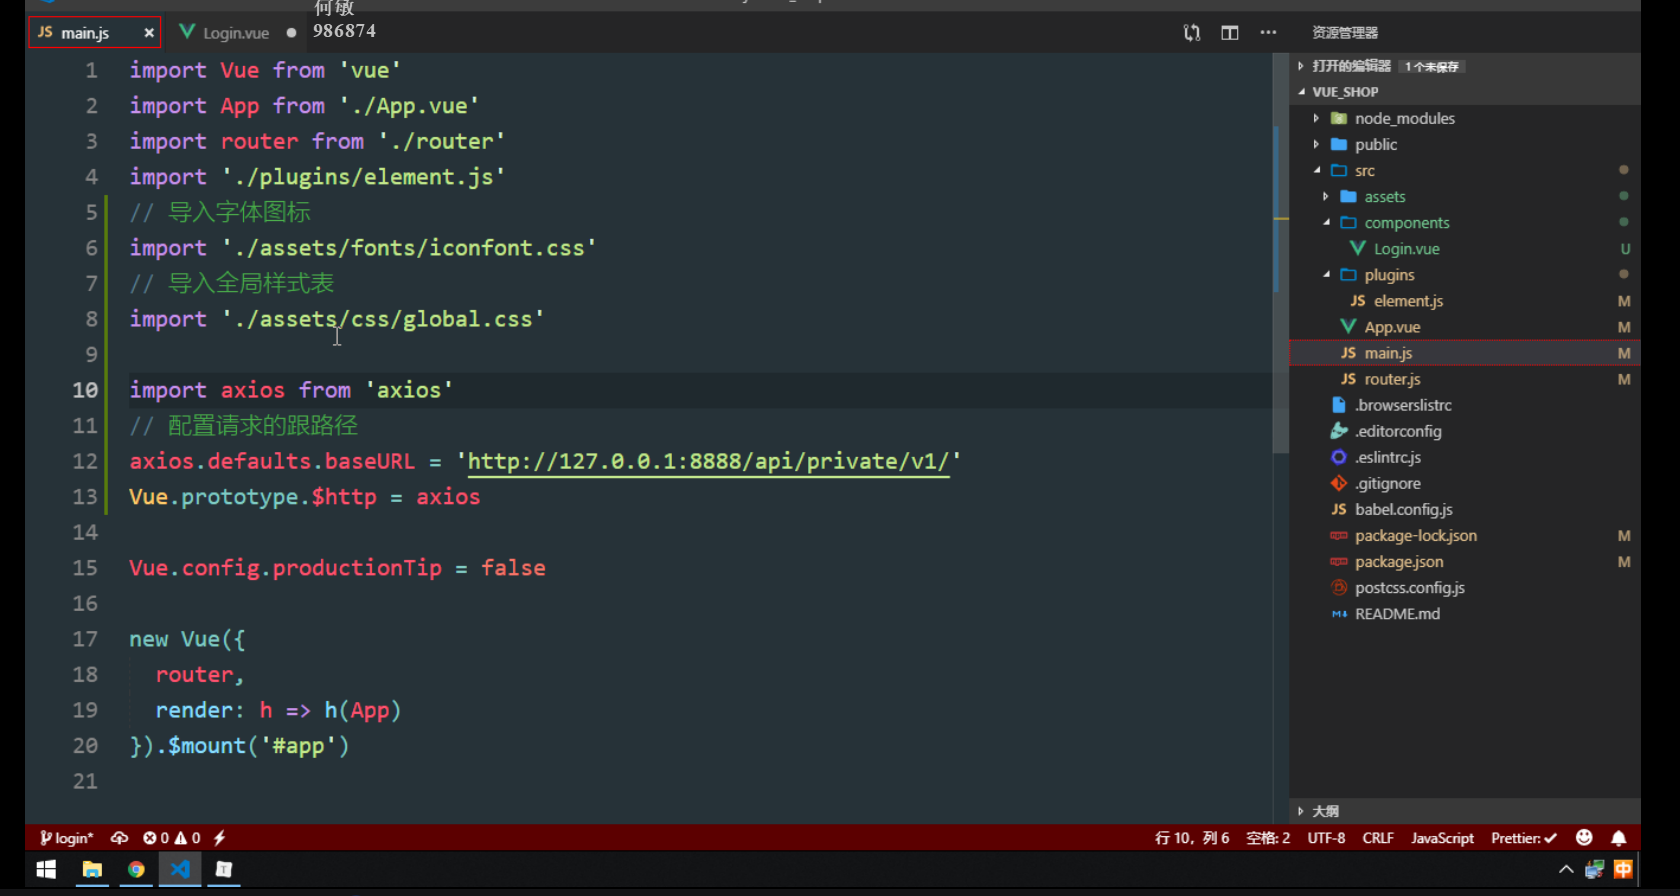 何敏
986874
JS main.js × Login.vue ●
1 import Vue from 'vue'
2 import App from './App.vue'
3 import router from './router'
4 import './plugins/element.js'
5 // 导入字体图标
6 import './assets/fonts/iconfont.css'
7 // 导入全局样式表
8 import './assets/css/global.css'
9
10 import axios from 'axios'
11 // 配置请求的跟路径
12 axios.defaults.baseURL = 'http://127.0.0.1:8888/api/private/v1/'
13 Vue.prototype.$http = axios
14
15 Vue.config.productionTip = false
16
17 new Vue({
18 router,
19 render: h => h(App)
20 }).$mount('#app')
21
资源管理器
打开的编辑器 1 个未保存
VUE_SHOP
node_modules
public
src
assets
components
Login.vue U
plugins
JS element.js M
App.vue M
JS main.js M
JS router.js M
.browserslistrc
.editorconfig
.eslintrc.js
.gitignore
JS babel.config.js
package-lock.json M
package.json M
postcss.config.js
README.md
大纲
login* 0 0 行 10，列 6 空格: 2 UTF-8 CRLF JavaScript Prettier: ✓
中